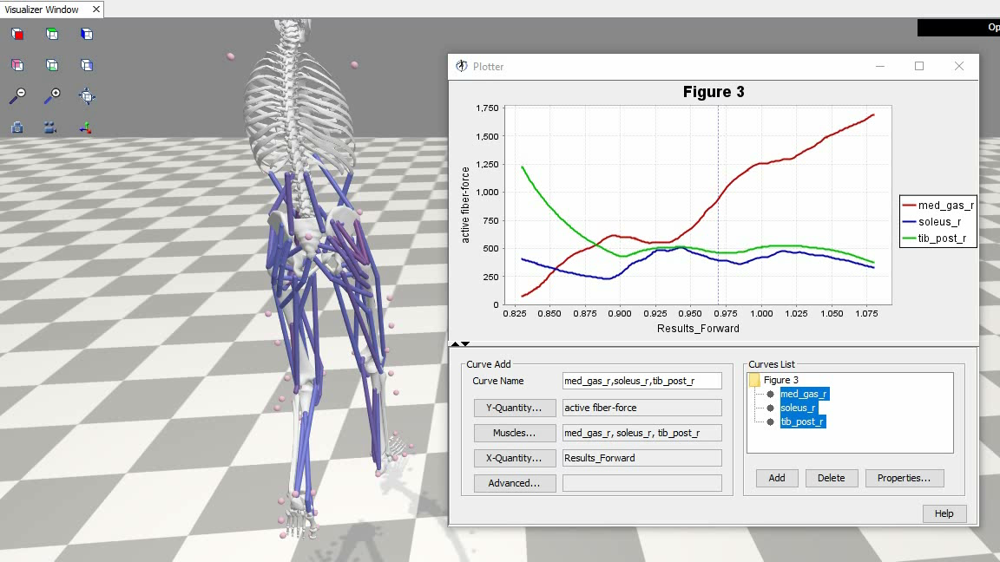 Visualizer Window
Op
Plotter
Figure 3
1,750
1,500
1,250
1,000
750
500
250
0
active fiber-force
0.825 0.850 0.875 0.900 0.925 0.950 0.975 1.000 1.025 1.050 1.075
Results_Forward
med_gas_r
soleus_r
tib_post_r
Curve Add
Curve Name med_gas_r,soleus_r,tib_post_r
Y-Quantity... active fiber-force
Muscles... med_gas_r, soleus_r, tib_post_r
X-Quantity... Results_Forward
Advanced...
Curves List
Figure 3
med_gas_r
soleus_r
tib_post_r
Add Delete Properties...
Help